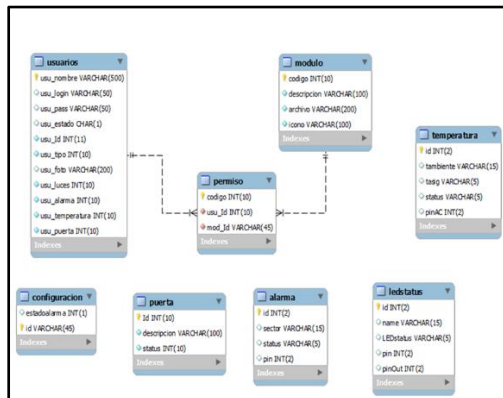 usuarios
usu_nombre VARCHAR(500)
usu_login VARCHAR(50)
usu_pass VARCHAR(50)
usu_estado CHAR(1)
usu_Id INT(11)
usu_tipo INT(10)
usu_foto VARCHAR(200)
usu_luces INT(10)
usu_alarma INT(10)
usu_temperatura INT(10)
usu_puerta INT(10)
Indexes
modulo
codigo INT(10)
descripcion VARCHAR(100)
archivo VARCHAR(200)
icono VARCHAR(100)
Indexes
permiso
codigo INT(10)
usu_Id INT(10)
mod_Id VARCHAR(45)
Indexes
temperatura
id INT(2)
tambiente VARCHAR(15)
tasig VARCHAR(5)
status VARCHAR(5)
pinAC INT(2)
Indexes
configuracion
estadoalarma INT(1)
id VARCHAR(45)
Indexes
puerta
Id INT(10)
descripcion VARCHAR(100)
status INT(10)
Indexes
alarma
id INT(2)
sector VARCHAR(15)
status VARCHAR(5)
pin INT(2)
Indexes
ledstatus
id INT(2)
name VARCHAR(15)
LEDstatus VARCHAR(5)
pin INT(2)
pinOut INT(2)
Indexes